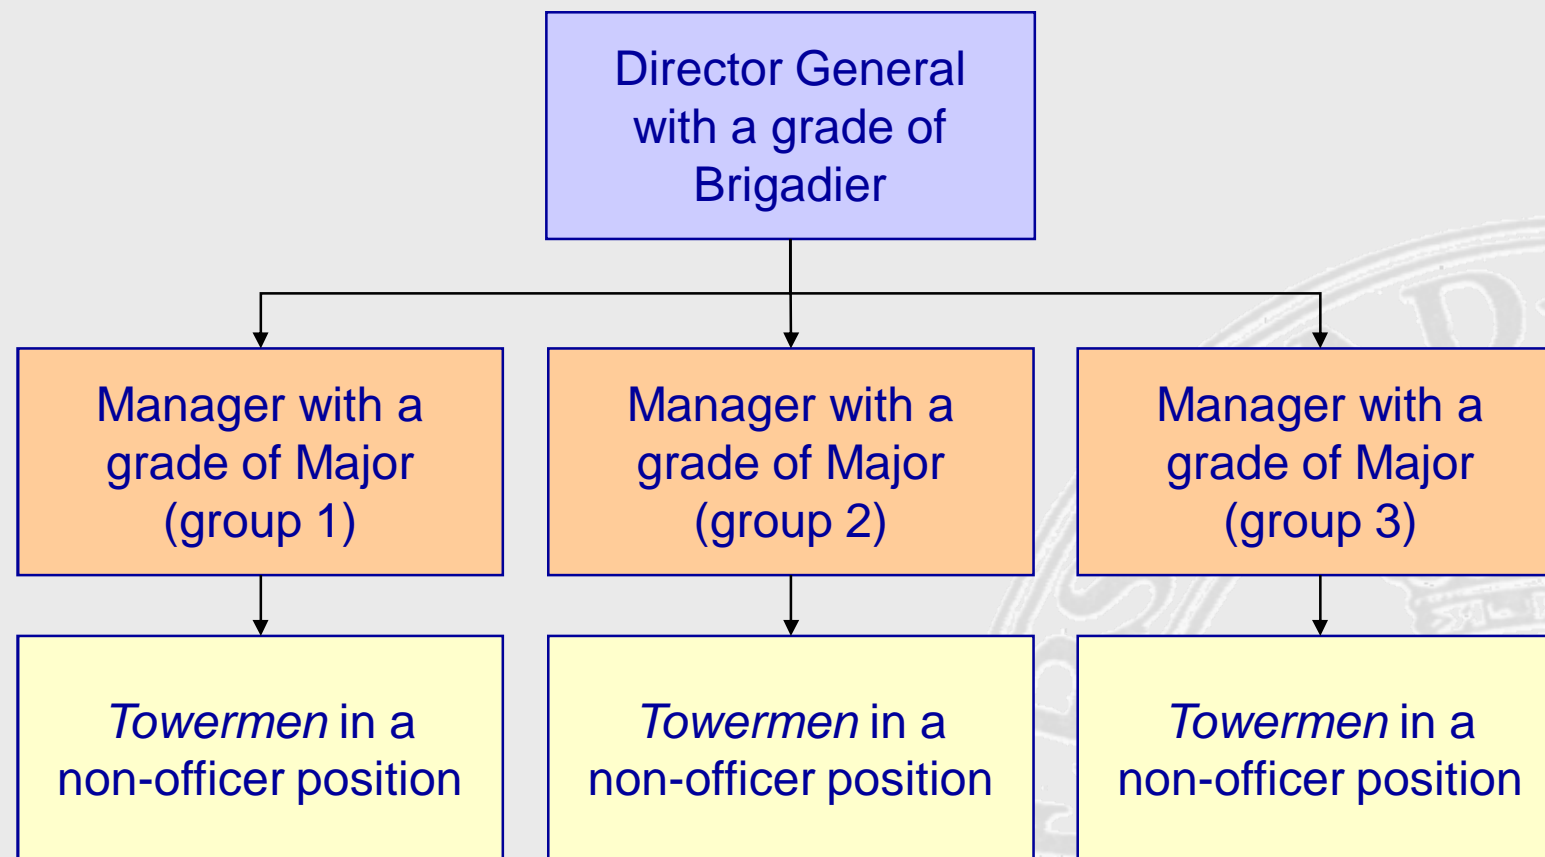 Director General
with a grade of
Brigadier
Manager with a
grade of Major
(group 1)
Manager with a
grade of Major
(group 2)
Manager with a
grade of Major
(group 3)
Towermen in a
non-officer position
Towermen in a
non-officer position
Towermen in a
non-officer position